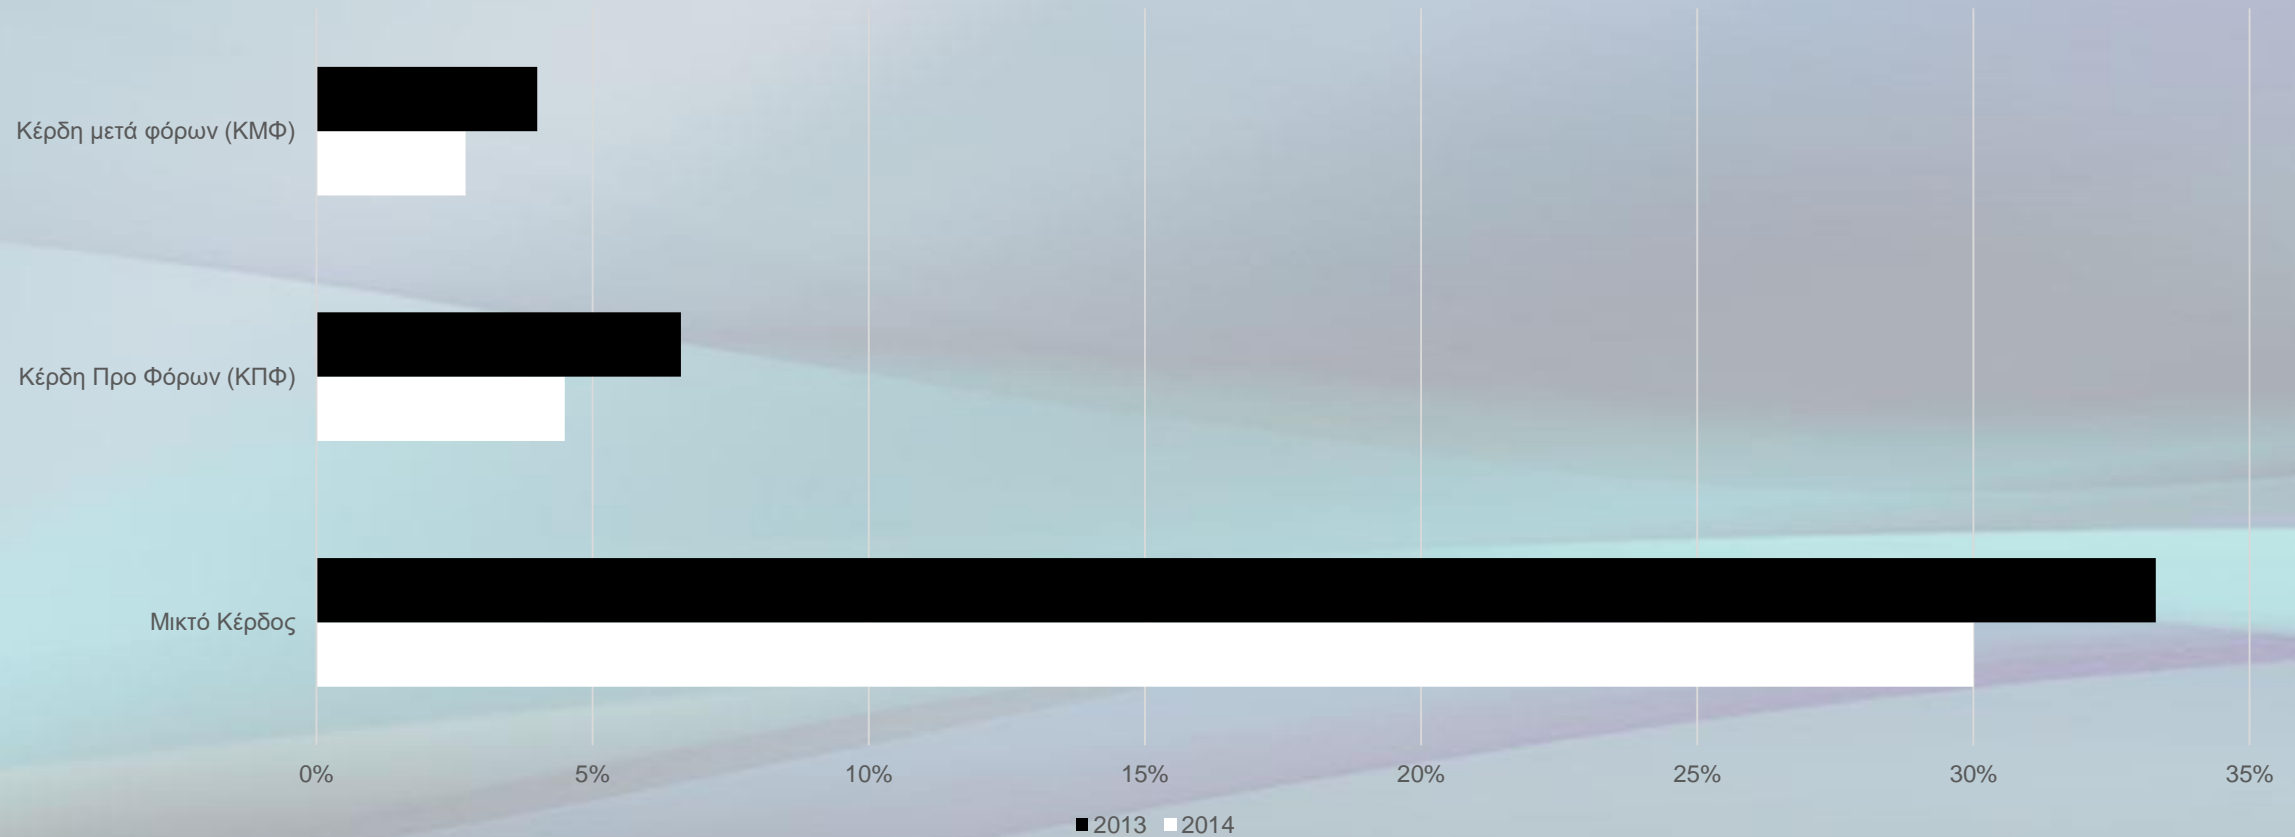 Κέρδη μετά φόρων (ΚΜΦ)
Κέρδη Προ Φόρων (ΚΠΦ)
Μικτό Κέρδος
0% 5% 10% 15% 20% 25% 30% 35%
2013 2014